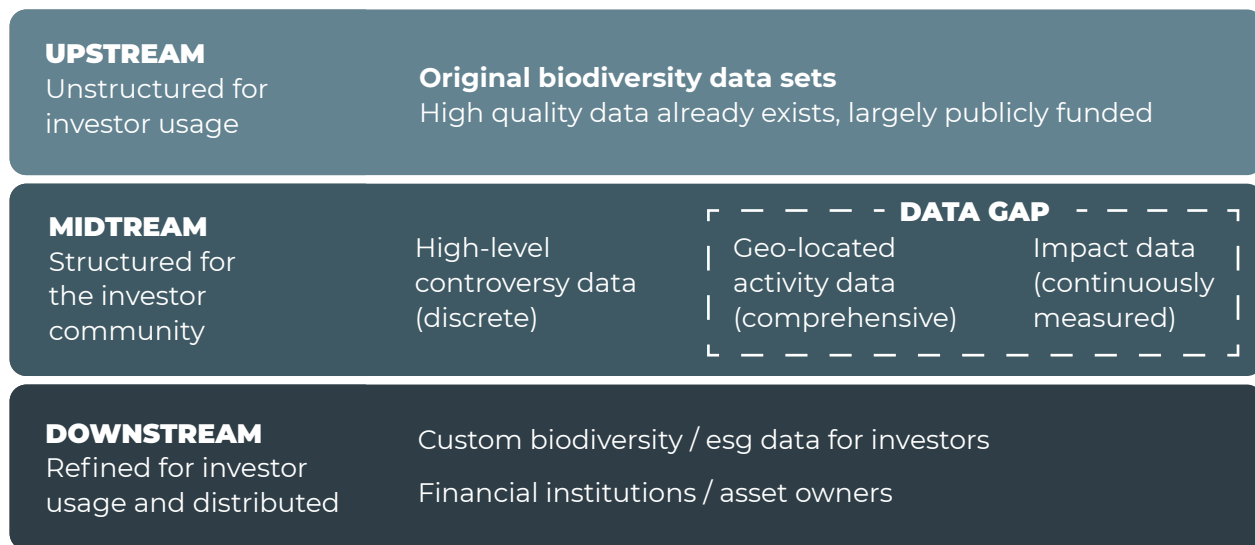 UPSTREAM
Unstructured for
investor usage
Original biodiversity data sets
High quality data already exists, largely publicly funded
MIDTREAM
Structured for
the investor
community
High-level
controversy data
(discrete)
DATA GAP
Geo-located
activity data
(comprehensive)
Impact data
(continuously
measured)
DOWNSTREAM
Refined for investor
usage and distributed
Custom biodiversity / esg data for investors
Financial institutions / asset owners